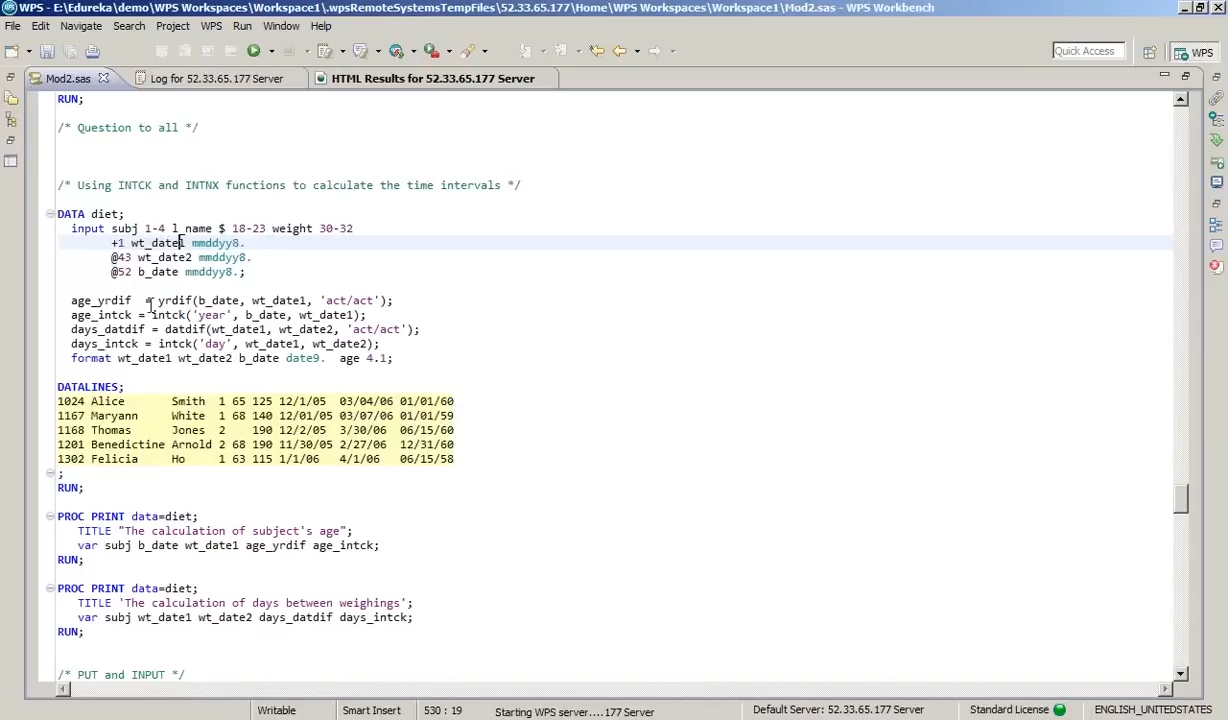 WPS - E:\Edureka\demo\WPS Workspaces\Workspace1\.wpsRemoteSystemsTempFiles\52.33.65.177\Home\WPS Workspaces\Workspace1\Mod2.sas - WPS Workbench
File Edit Navigate Search Project WPS Run Window Help
Quick Access
WPS
Mod2.sas
Log for 52.33.65.177 Server
HTML Results for 52.33.65.177 Server
RUN;
/* Question to all */
/* Using INTCK and INTNX functions to calculate the time intervals */
DATA diet;
input subj 1-4 l_name $ 18-23 weight 30-32
+1 wt_date1 mmddyy8.
@43 wt_date2 mmddyy8.
@52 b_date mmddyy8.;
age_yrdif = yrdif(b_date, wt_date1, 'act/act');
age_intck = intck('year', b_date, wt_date1);
days_datdif = datdif(wt_date1, wt_date2, 'act/act');
days_intck = intck('day', wt_date1, wt_date2);
format wt_date1 wt_date2 b_date date9. age 4.1;
DATALINES;
1024 Alice Smith 1 65 125 12/1/05 03/04/06 01/01/60
1167 Maryann White 1 68 140 12/01/05 03/07/06 01/01/59
1168 Thomas Jones 2 190 12/2/05 3/30/06 06/15/60
1201 Benedictine Arnold 2 68 190 11/30/05 2/27/06 12/31/60
1302 Felicia Ho 1 63 115 1/1/06 4/1/06 06/15/58
;
RUN;
PROC PRINT data=diet;
TITLE "The calculation of subject's age";
var subj b_date wt_date1 age_yrdif age_intck;
RUN;
PROC PRINT data=diet;
TITLE 'The calculation of days between weighings';
var subj wt_date1 wt_date2 days_datdif days_intck;
RUN;
/* PUT and INPUT */
Writable
Smart Insert
530 : 19
Starting WPS server....177 Server
Default Server: 52.33.65.177 Server
Standard License
ENGLISH_UNITEDSTATES